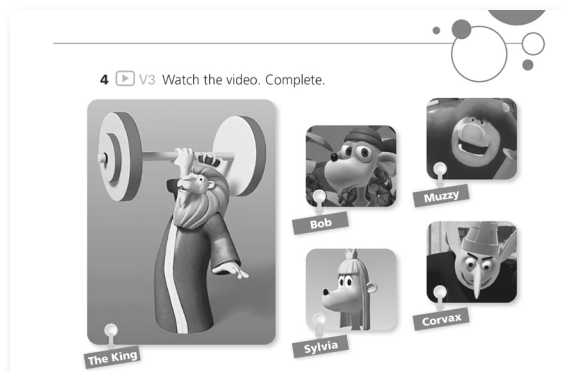 4 V3 Watch the video. Complete.
Bob
Muzzy
The King
Sylvia
Corvax